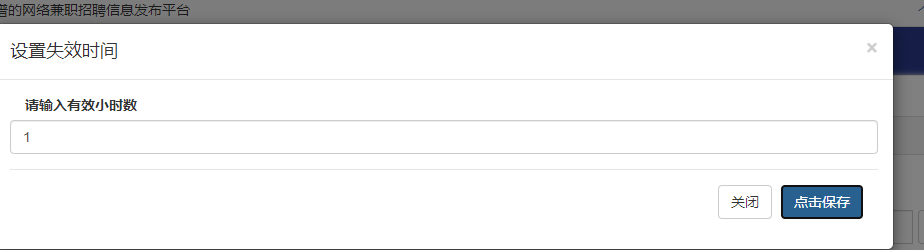 谱的网络兼职招聘信息发布平台
设置失效时间
×
请输入有效小时数
1
关闭 点击保存